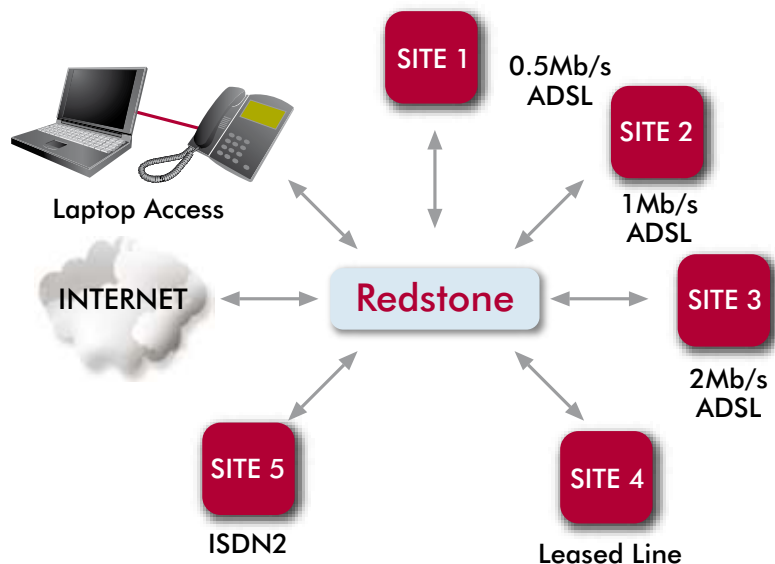 SITE 1
0.5Mb/s
ADSL
SITE 2
1Mb/s
ADSL
Laptop Access
INTERNET
Redstone
SITE 3
2Mb/s
ADSL
SITE 5
ISDN2
SITE 4
Leased Line